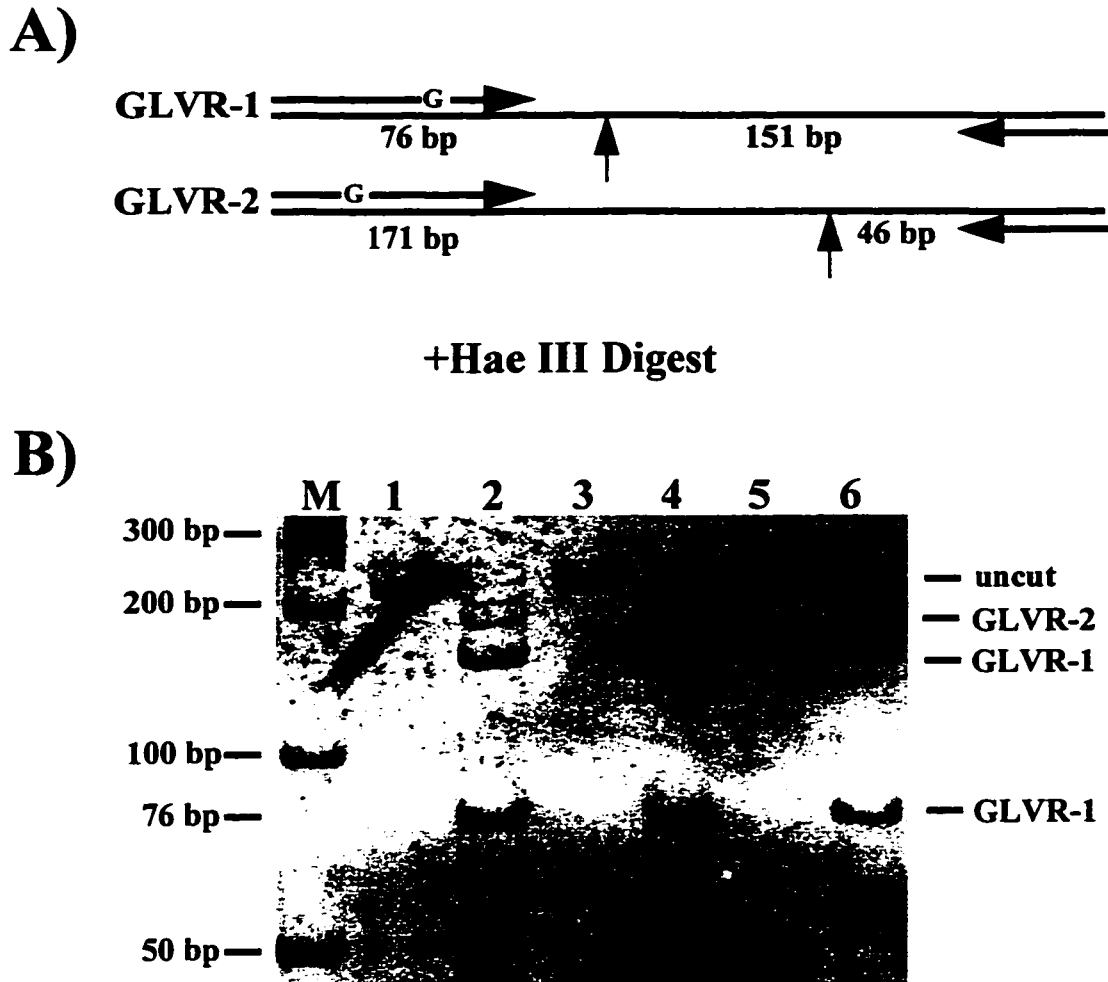 A)
GLVR-1
G
76 bp
151 bp
GLVR-2
G
171 bp
46 bp
+Hae III Digest
B)
M 1 2 3 4 5 6
300 bp
200 bp
100 bp
76 bp
50 bp
uncut
GLVR-2
GLVR-1
GLVR-1